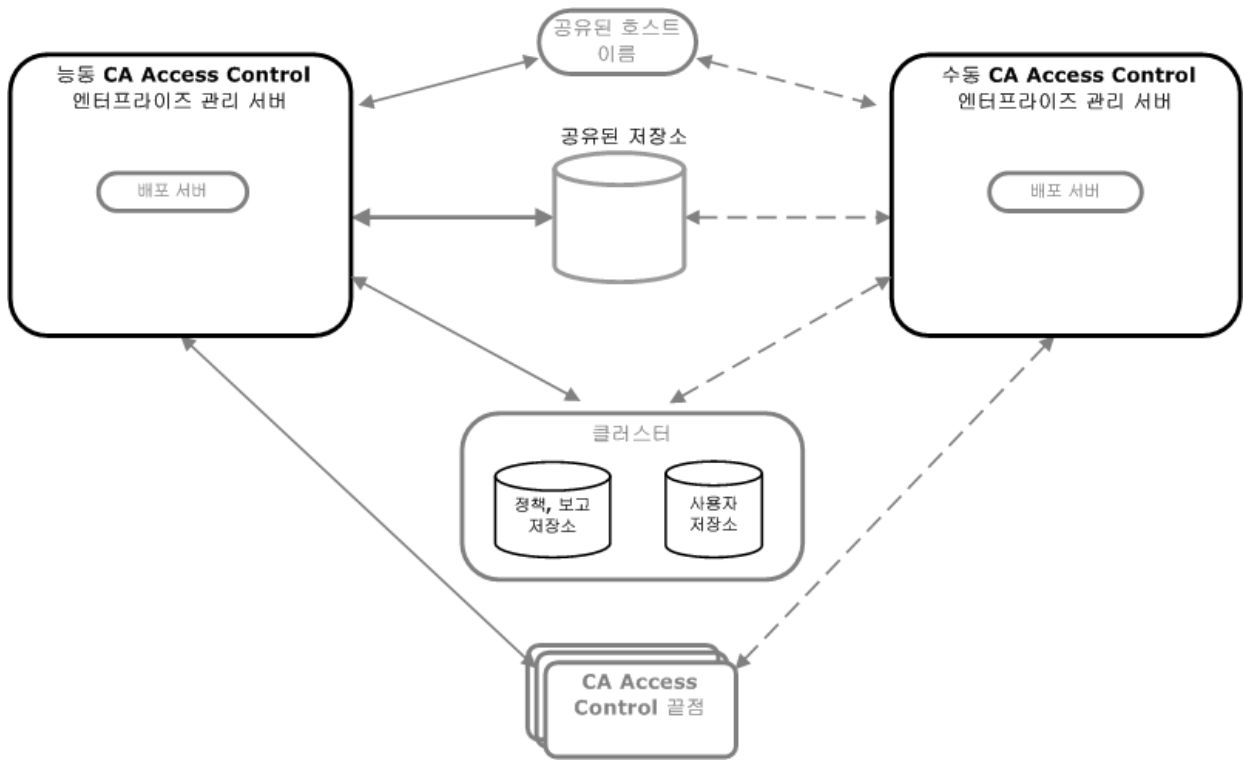 공유된 호스트
이름
능동 CA Access Control
엔터프라이즈 관리 서버
수동 CA Access Control
엔터프라이즈 관리 서버
공유된 저장소
배포 서버
배포 서버
클러스터
정책, 보고
저장소
사용자
저장소
CA Access
Control 끝점